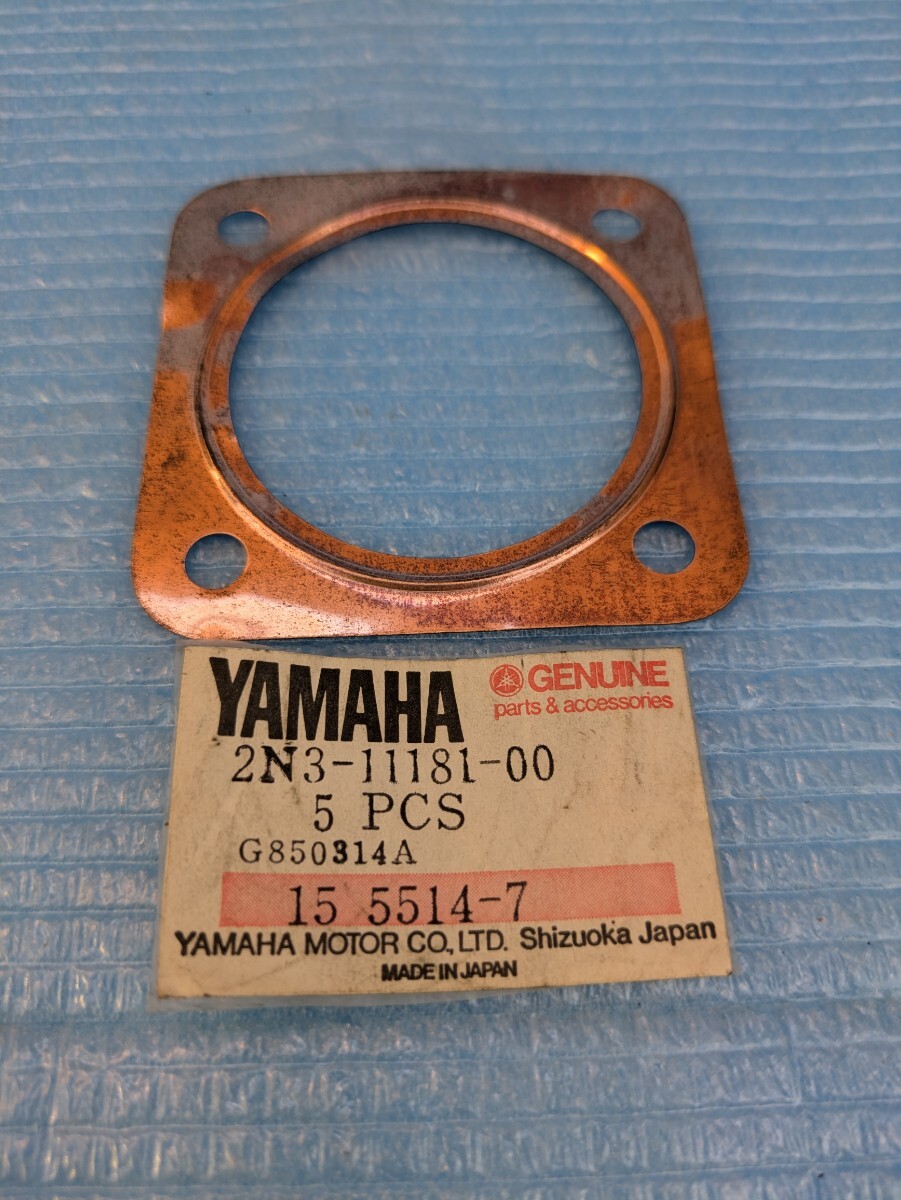 YAMAHA GENUINE
parts & accessories
2N3-11181-00
5 PCS
G850314A
15 5514-7
YAMAHA MOTOR CO., LTD. Shizuoka Japan
MADE IN JAPAN